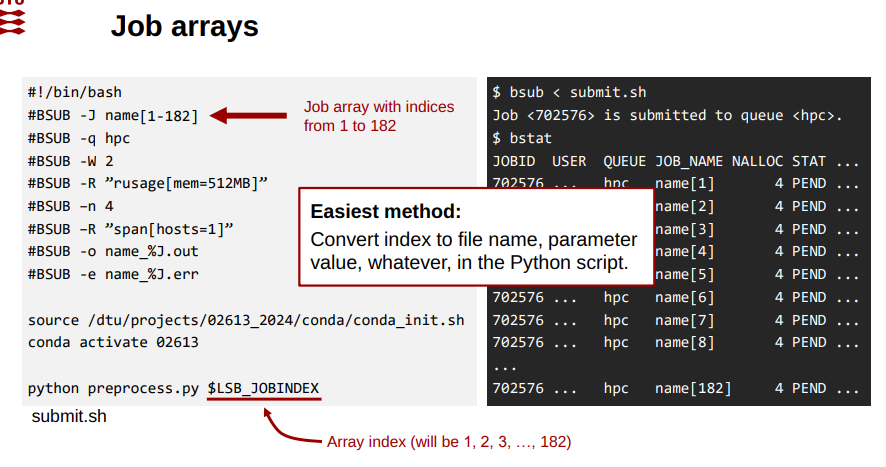 Job arrays
#!/bin/bash
#BSUB -J name[1-182]
#BSUB -q hpc
#BSUB -W 2
#BSUB -R ”rusage[mem=512MB]”
#BSUB –n 4
#BSUB –R ”span[hosts=1]”
#BSUB -o name_%J.out
#BSUB -e name_%J.err
source /dtu/projects/02613_2024/conda/conda_init.sh
conda activate 02613
python preprocess.py $LSB_JOBINDEX
submit.sh
Job array with indices
from 1 to 182
Array index (will be 1, 2, 3, …, 182)
Easiest method:
Convert index to file name, parameter
value, whatever, in the Python script.
$ bsub < submit.sh
Job <702576> is submitted to queue <hpc>.
$ bstat
JOBID USER QUEUE JOB_NAME NALLOC STAT ...
702576 ... hpc name[1] 4 PEND ...
name[2] 4 PEND ...
name[3] 4 PEND ...
name[4] 4 PEND ...
name[5] 4 PEND ...
702576 ... hpc name[6] 4 PEND ...
702576 ... hpc name[7] 4 PEND ...
702576 ... hpc name[8] 4 PEND ...
...
702576 ... hpc name[182] 4 PEND ...